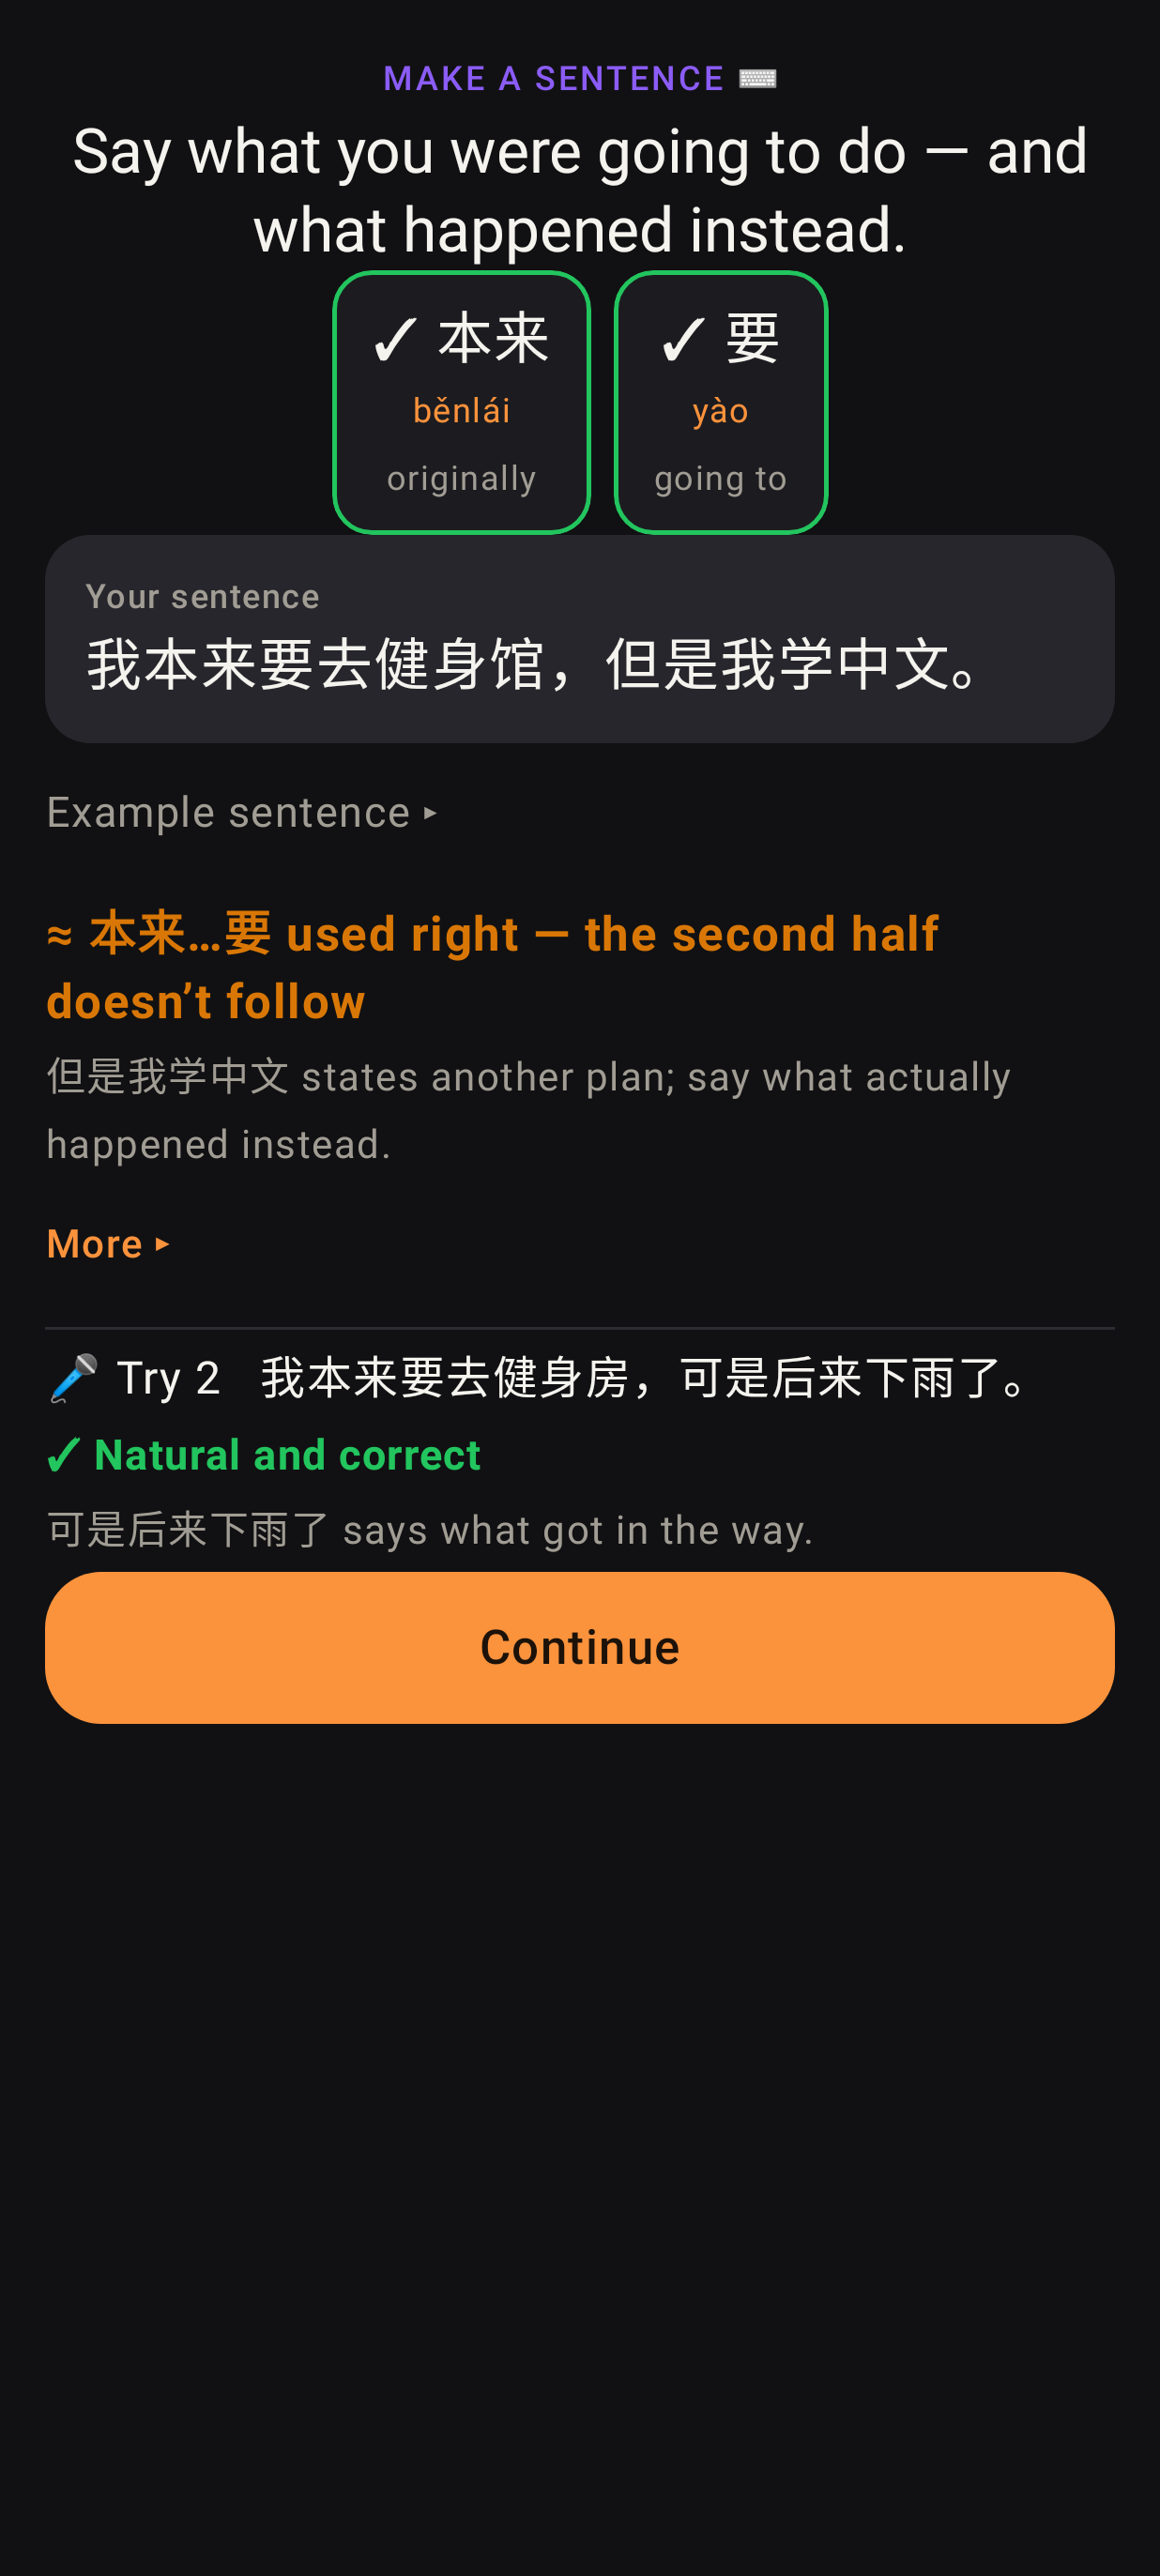 MAKE A SENTENCE ⌨
Say what you were going to do — and
what happened instead.
✓ 本来
běnlái
originally
✓ 要
yào
going to
Your sentence
我本来要去健身馆，但是我学中文。
Example sentence ▸
≈ 本来…要 used right — the second half
doesn’t follow
但是我学中文 states another plan; say what actually
happened instead.
More ▸
🎤 Try 2 我本来要去健身房，可是后来下雨了。
✓ Natural and correct
可是后来下雨了 says what got in the way.
Continue